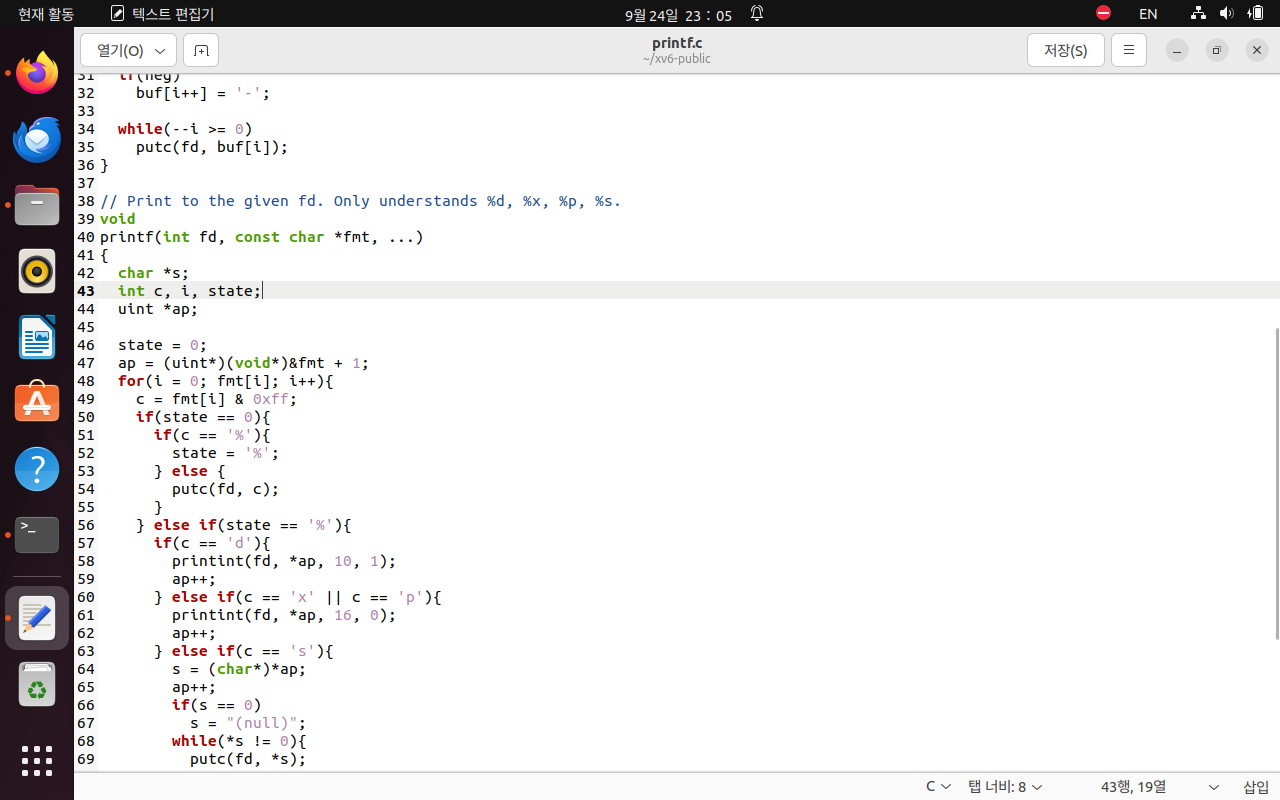 현재 활동 텍스트 편집기 9월 24일 23 : 05 EN
열기(O) printf.c 저장(S)
~/xv6-public
31   if(neg)
32     buf[i++] = '-';
33
34   while(--i >= 0)
35     putc(fd, buf[i]);
36 }
37
38 // Print to the given fd. Only understands %d, %x, %p, %s.
39 void
40 printf(int fd, const char *fmt, ...)
41 {
42   char *s;
43   int c, i, state;
44   uint *ap;
45
46   state = 0;
47   ap = (uint*)(void*)&fmt + 1;
48   for(i = 0; fmt[i]; i++){
49     c = fmt[i] & 0xff;
50     if(state == 0){
51       if(c == '%'){
52         state = '%';
53       } else {
54         putc(fd, c);
55       }
56     } else if(state == '%'){
57       if(c == 'd'){
58         printint(fd, *ap, 10, 1);
59         ap++;
60       } else if(c == 'x' || c == 'p'){
61         printint(fd, *ap, 16, 0);
62         ap++;
63       } else if(c == 's'){
64         s = (char*)*ap;
65         ap++;
66         if(s == 0)
67           s = "(null)";
68         while(*s != 0){
69           putc(fd, *s);
C 탭 너비: 8 43행, 19열 삽입